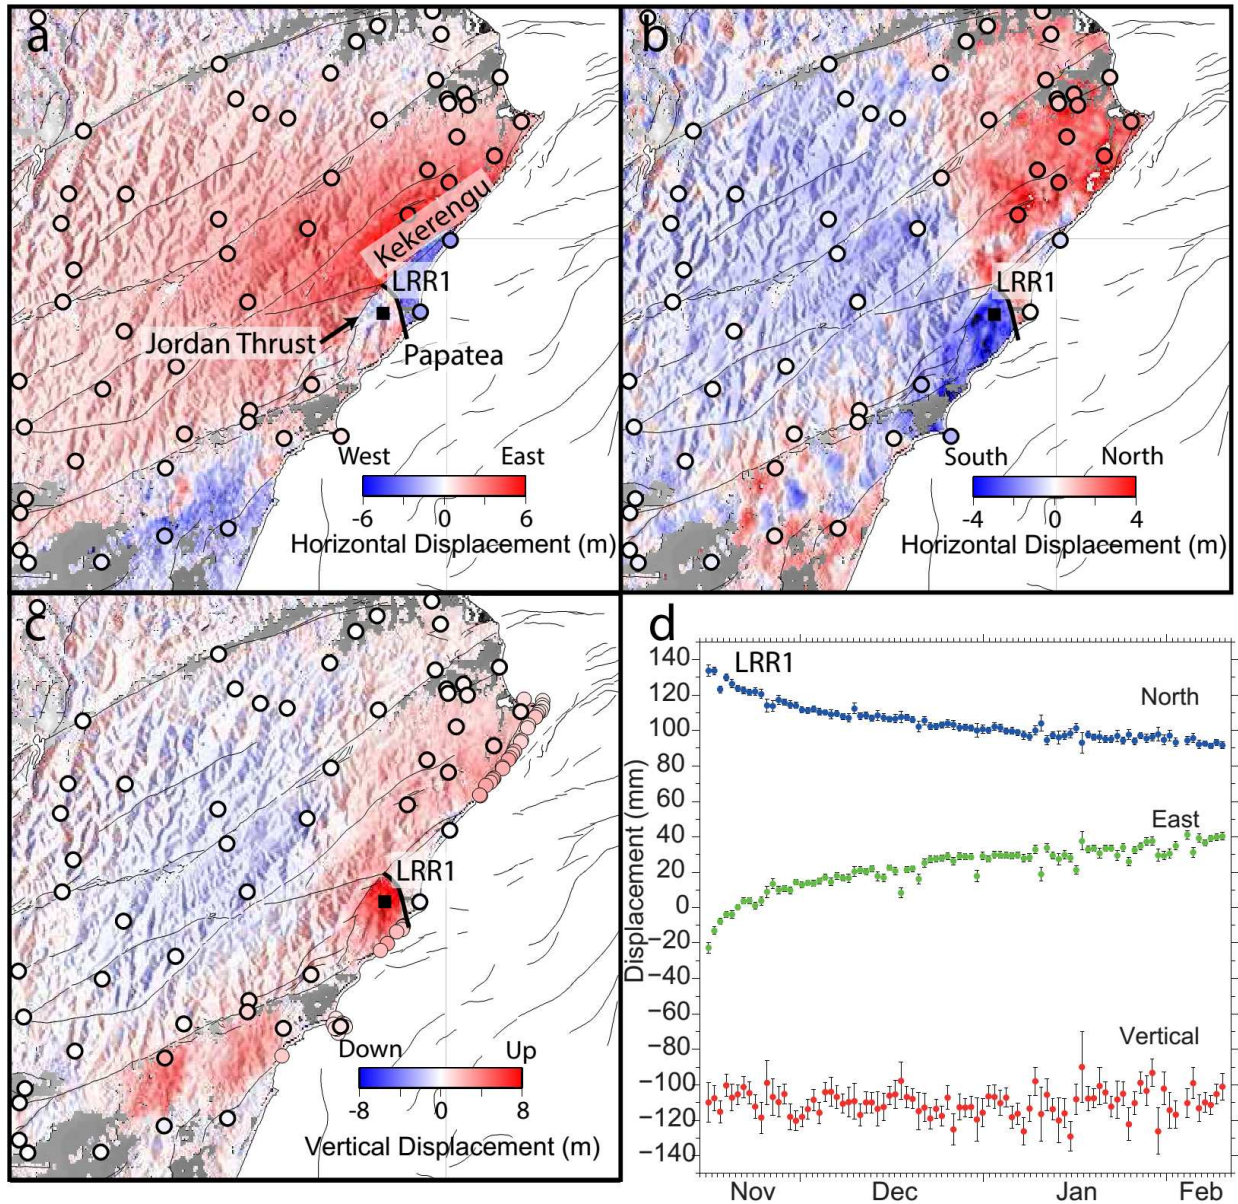 a
Kekerengu
LRR1
Jordan Thrust
Papatea
West East
-6 0 6
Horizontal Displacement (m)
b
LRR1
South North
-4 0 4
Horizontal Displacement (m)
c
LRR1
Down Up
-8 0 8
Vertical Displacement (m)
d
LRR1
North
East
Vertical
Displacement (mm)
140
120
100
80
60
40
20
0
−20
−40
−60
−80
−100
−120
−140
Nov Dec Jan Feb